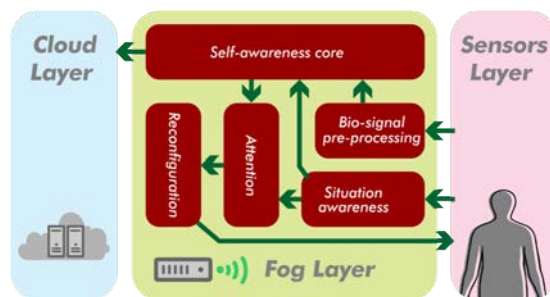 Cloud
Layer
Self-awareness core
Sensors
Layer
Reconfiguration
Attention
Bio-signal
pre-processing
Situation
awareness
Fog Layer